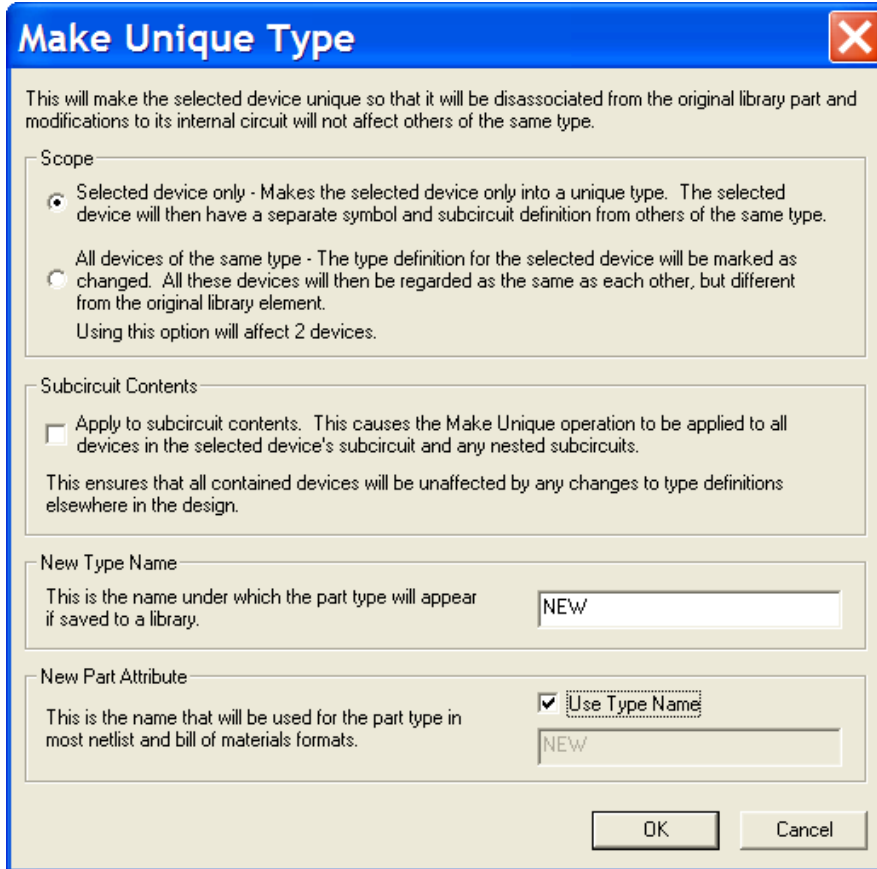 Make Unique Type
This will make the selected device unique so that it will be disassociated from the original library part and
modifications to its internal circuit will not affect others of the same type.
Scope
Selected device only - Makes the selected device only into a unique type.  The selected
device will then have a separate symbol and subcircuit definition from others of the same type.
All devices of the same type - The type definition for the selected device will be marked as
changed.  All these devices will then be regarded as the same as each other, but different
from the original library element.
Using this option will affect 2 devices.
Subcircuit Contents
Apply to subcircuit contents.  This causes the Make Unique operation to be applied to all
devices in the selected device's subcircuit and any nested subcircuits.
This ensures that all contained devices will be unaffected by any changes to type definitions
elsewhere in the design.
New Type Name
This is the name under which the part type will appear
if saved to a library.
NEW
New Part Attribute
Use Type Name
This is the name that will be used for the part type in
most netlist and bill of materials formats.
NEW
OK
Cancel